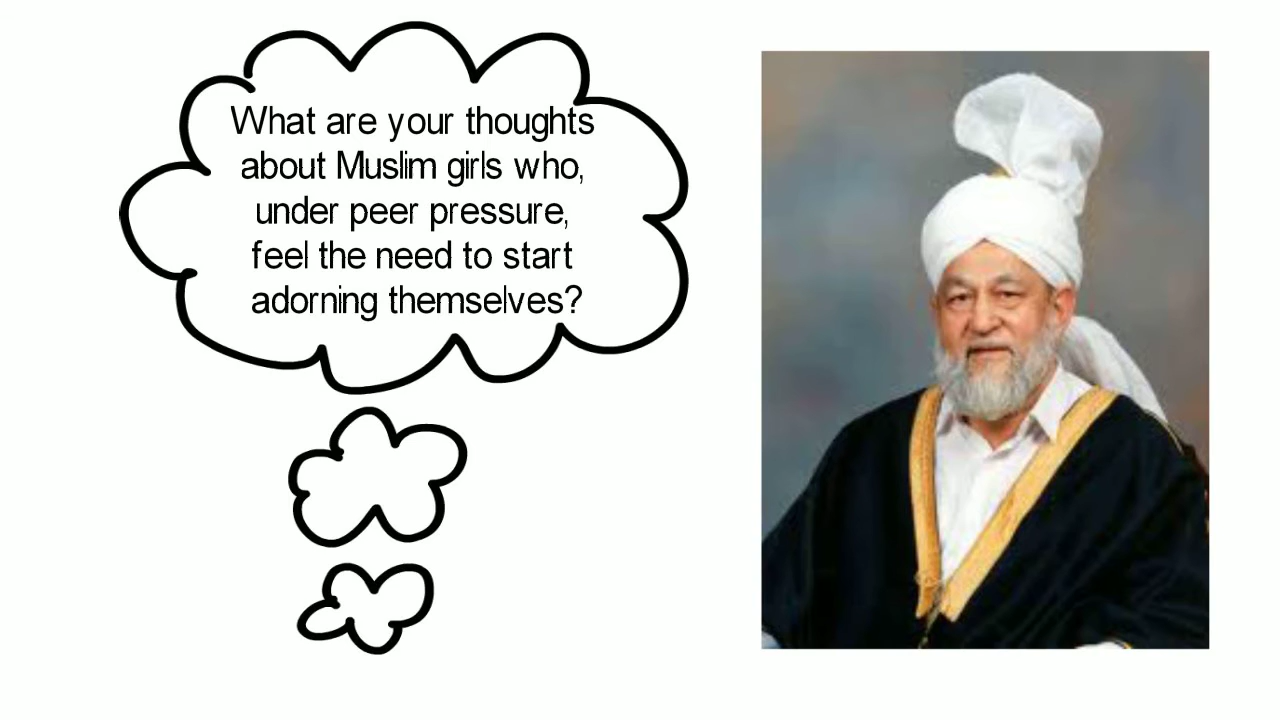 What are your thoughts
about Muslim girls who,
under peer pressure,
feel the need to start
adorning themselves?